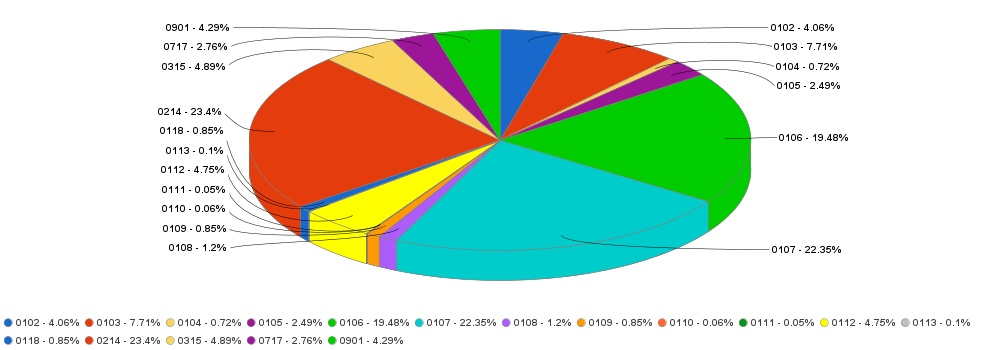 0901 - 4.29%
0717 - 2.76%
0315 - 4.89%
0214 - 23.4%
0118 - 0.85%
0113 - 0.1%
0112 - 4.75%
0111 - 0.05%
0110 - 0.06%
0109 - 0.85%
0108 - 1.2%
0102 - 4.06%
0103 - 7.71%
0104 - 0.72%
0105 - 2.49%
0106 - 19.48%
0107 - 22.35%
0102 - 4.06% 0103 - 7.71% 0104 - 0.72% 0105 - 2.49% 0106 - 19.48% 0107 - 22.35% 0108 - 1.2% 0109 - 0.85% 0110 - 0.06% 0111 - 0.05% 0112 - 4.75% 0113 - 0.1%
0118 - 0.85% 0214 - 23.4% 0315 - 4.89% 0717 - 2.76% 0901 - 4.29%